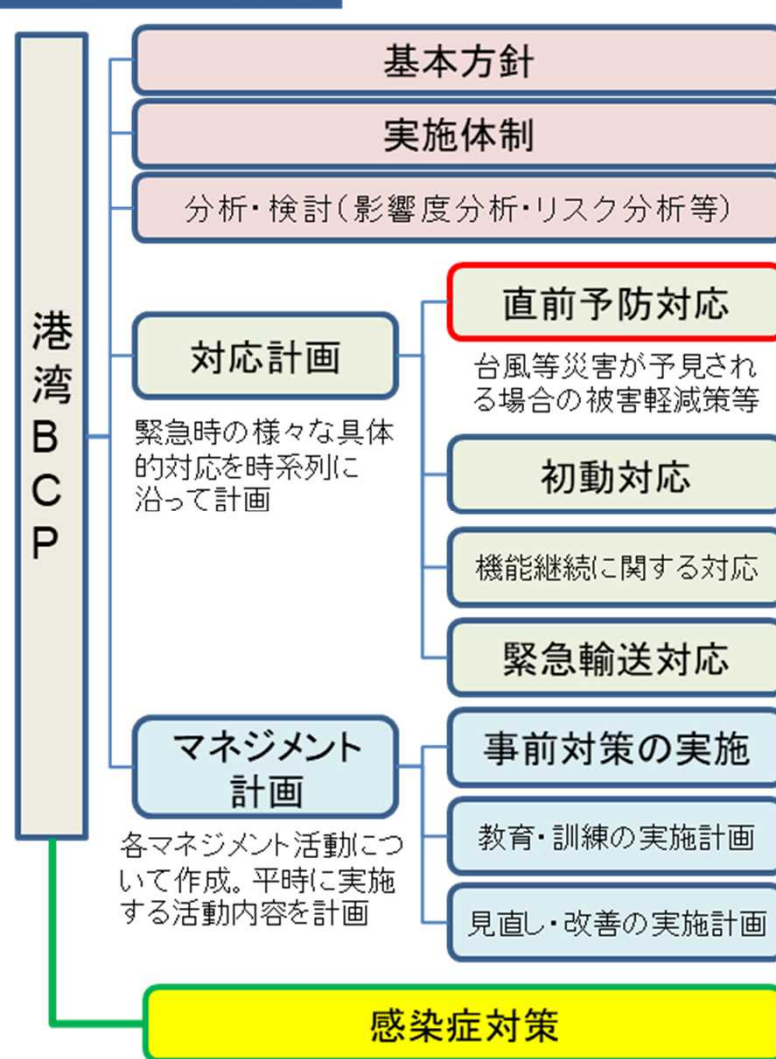 港湾BCP
基本方針
実施体制
分析・検討(影響度分析・リスク分析等)
対応計画
緊急時の様々な具体
的対応を時系列に
沿って計画
直前予防対応
台風等災害が予見され
る場合の被害軽減策等
初動対応
機能継続に関する対応
緊急輸送対応
マネジメント
計画
各マネジメント活動につ
いて作成。平時に実施
する活動内容を計画
事前対策の実施
教育・訓練の実施計画
見直し・改善の実施計画
感染症対策